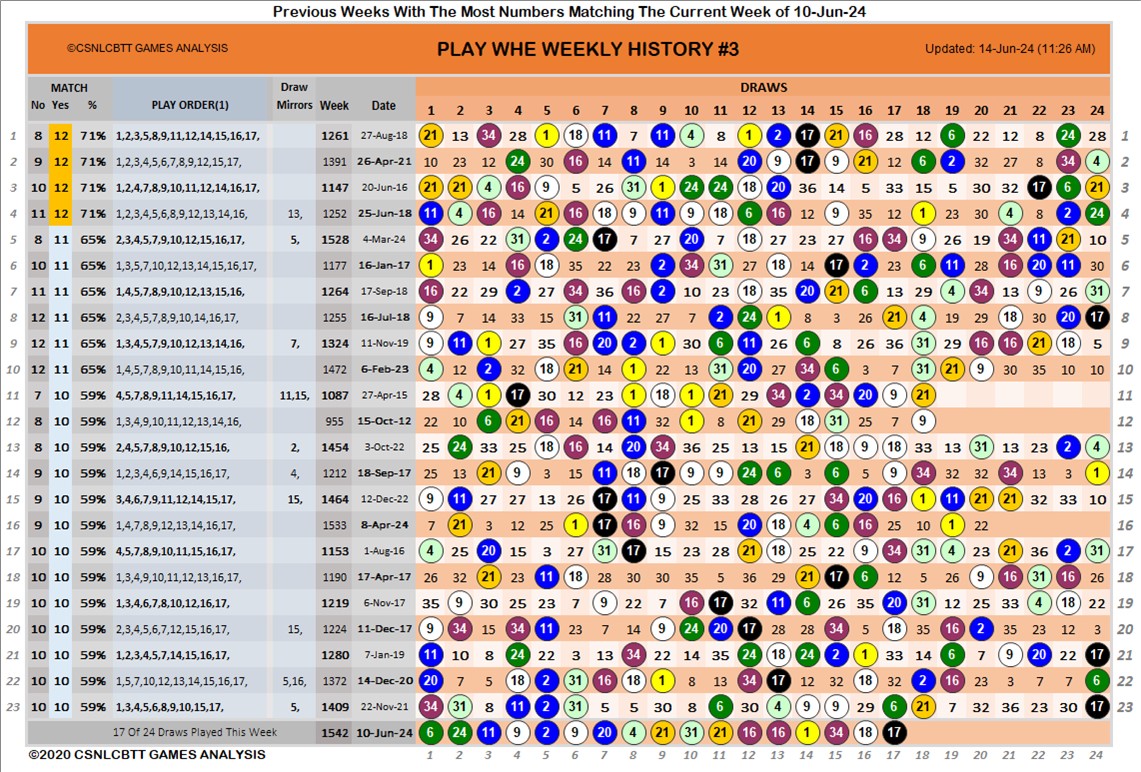 Previous Weeks With The Most Numbers Matching The Current Week of 10-Jun-24
©CSNLCBTT GAMES ANALYSIS PLAY WHE WEEKLY HISTORY #3 Updated: 14-Jun-24 (11:26 AM)
MATCH Draw DRAWS
No Yes % PLAY ORDER(1) Mirrors Week Date 1 2 3 4 5 6 7 8 9 10 11 12 13 14 15 16 17 18 19 20 21 22 23 24
1 8 12 71% 1,2,3,5,8,9,11,12,14,15,16,17, 1261 27-Aug-18 21 13 34 28 1 18 11 7 11 4 8 1 2 17 21 16 28 12 6 22 12 8 24 28 1
2 9 12 71% 1,2,3,4,5,6,7,8,9,12,15,17, 1391 26-Apr-21 10 23 12 24 30 16 14 11 14 3 14 20 9 17 9 21 12 6 2 32 27 8 34 4 2
3 10 12 71% 1,2,4,7,8,9,10,11,12,14,16,17, 1147 20-Jun-16 21 21 4 16 9 5 26 31 1 24 24 18 20 36 14 5 33 15 5 30 32 17 6 21 3
4 11 12 71% 1,2,3,4,5,6,8,9,12,13,14,16, 13, 1252 25-Jun-18 11 4 16 14 21 16 18 9 11 9 18 6 16 12 9 35 12 1 23 30 4 8 2 24 4
5 8 11 65% 2,3,4,5,7,9,10,12,15,16,17, 5, 1528 4-Mar-24 34 26 22 31 2 24 17 7 27 20 7 18 27 23 27 16 34 9 26 19 34 11 21 10 5
6 10 11 65% 1,3,5,7,10,12,13,14,15,16,17, 1177 16-Jan-17 1 23 14 16 18 35 22 23 2 34 31 27 18 14 17 2 23 6 11 28 16 20 11 30 6
7 11 11 65% 1,4,5,7,8,9,10,12,13,15,16, 1264 17-Sep-18 16 22 29 2 27 34 36 16 2 10 23 18 35 20 21 6 13 29 4 34 13 9 26 31 7
8 12 11 65% 2,3,4,5,7,8,9,10,14,16,17, 1255 16-Jul-18 9 7 14 33 15 31 11 22 27 7 2 24 1 8 3 26 21 4 19 29 18 30 20 17 8
9 12 11 65% 1,3,4,5,7,9,10,12,13,14,16, 7, 1324 11-Nov-19 9 11 1 27 35 16 20 2 1 30 6 11 26 6 8 26 36 31 29 16 16 21 18 5 9
10 12 11 65% 1,4,5,7,8,9,10,11,14,15,16, 1472 6-Feb-23 4 12 2 32 18 21 14 1 22 13 31 20 27 34 6 3 7 31 21 9 30 35 10 10 10
11 7 10 59% 4,5,7,8,9,11,14,15,16,17, 11,15, 1087 27-Apr-15 28 4 1 17 30 12 23 1 18 1 21 29 34 2 34 20 9 21 11
12 8 10 59% 1,3,4,9,10,11,12,13,14,16, 955 15-Oct-12 22 10 6 21 16 14 16 11 32 1 8 21 29 18 31 25 7 9 12
13 8 10 59% 2,4,5,7,8,9,10,12,15,16, 2, 1454 3-Oct-22 25 24 23 25 18 16 14 20 34 36 25 13 15 21 18 9 18 33 13 31 13 23 2 4 13
14 9 10 59% 1,2,3,4,6,9,14,15,16,17, 4, 1212 18-Sep-17 25 13 21 9 3 15 11 18 17 9 9 24 6 3 6 5 9 34 32 32 34 13 3 1 14
15 9 10 59% 3,4,6,7,9,11,12,14,15,17, 15, 1464 12-Dec-22 9 11 27 27 13 26 17 11 9 25 33 28 26 27 34 20 16 1 11 21 21 32 33 10 15
16 9 10 59% 1,4,7,8,9,12,13,14,16,17, 1533 8-Apr-24 7 21 3 12 25 1 17 16 9 32 15 20 18 4 6 16 25 10 1 22 16
17 10 10 59% 4,5,7,8,9,10,11,15,16,17, 1153 1-Aug-16 4 25 20 15 3 27 31 17 15 23 28 21 18 25 22 9 34 31 4 23 21 36 2 31 17
18 10 10 59% 1,3,4,9,10,11,12,13,16,17, 1190 17-Apr-17 26 32 21 23 11 18 28 30 30 35 5 36 29 21 17 6 12 5 26 9 16 31 16 26 18
19 10 10 59% 1,3,4,6,7,8,10,12,16,17, 1219 6-Nov-17 35 9 30 25 23 7 9 22 7 16 17 32 11 6 26 35 20 31 12 25 33 4 18 22 19
20 10 10 59% 2,3,4,5,6,7,12,15,16,17, 15, 1224 11-Dec-17 9 34 15 34 11 23 7 14 9 24 20 17 28 28 34 5 18 35 16 2 35 23 12 3 20
21 10 10 59% 1,2,3,4,5,7,14,15,16,17, 1280 7-Jan-19 11 10 8 24 22 3 8 34 22 14 35 24 18 24 2 1 33 14 6 7 9 20 22 17 21
22 10 10 59% 1,5,7,10,12,13,14,15,16,17, 5,16, 1372 14-Dec-20 20 7 5 18 2 31 16 18 1 8 13 34 17 12 32 18 32 2 16 23 3 7 7 6 22
23 10 10 59% 1,3,4,5,6,8,9,10,15,17, 5, 1409 22-Nov-21 34 31 8 11 2 31 5 5 30 8 6 30 4 9 9 29 6 21 7 32 36 23 30 17 23
17 Of 24 Draws Played This Week 1542 10-Jun-24 6 24 11 9 2 9 20 4 21 31 21 16 16 1 34 18 17
©2020 CSNLCBTT GAMES ANALYSIS 1 2 3 4 5 6 7 8 9 10 11 12 13 14 15 16 17 18 19 20 21 22 23 24